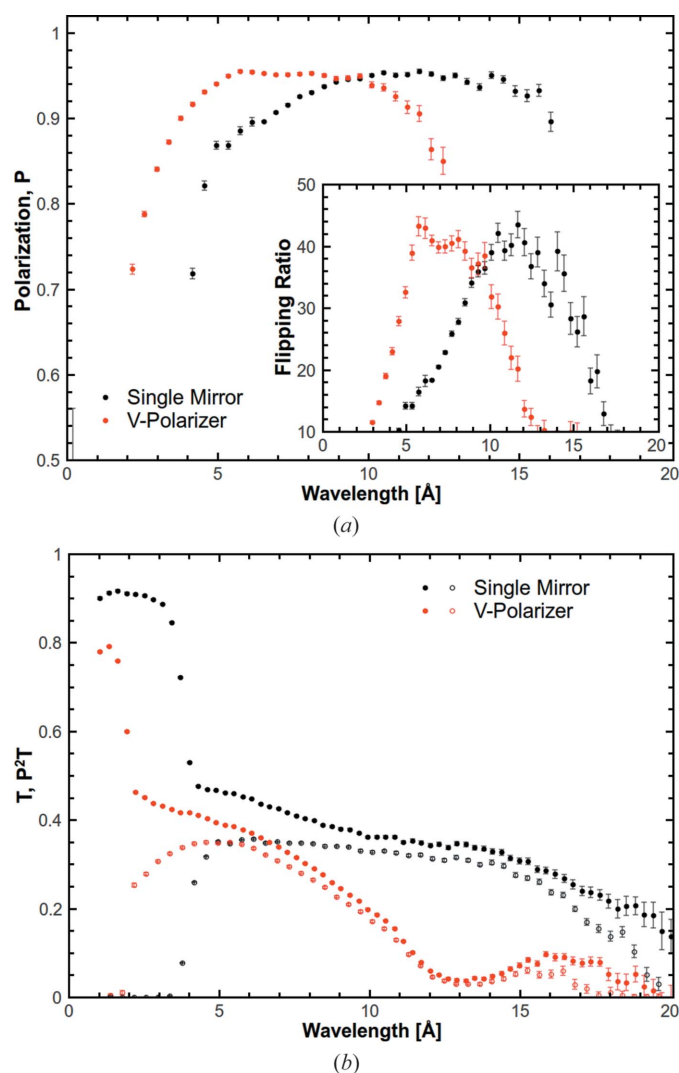 1
0.9
0.8
0.7
0.6
0.5
Polarization, P
Single Mirror
V-Polarizer
50
40
30
20
10
Flipping Ratio
0 5 10 15 20
0 5 10 15 20
Wavelength [Å]
(a)
1
0.8
0.6
0.4
0.2
0
T, P²T
Single Mirror
V-Polarizer
0 5 10 15 20
Wavelength [Å]
(b)